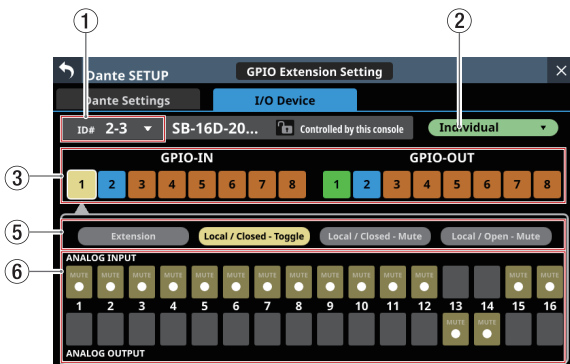 ① ②
Dante SETUP GPIO Extension Setting ×
Dante Settings I/O Device
ID# 2-3 ▼ SB-16D-20... Controlled by this console Individual ▼
GPIO-IN GPIO-OUT
③ 1 2 3 4 5 6 7 8 1 2 3 4 5 6 7 8
⑤ Extension Local / Closed - Toggle Local / Closed - Mute Local / Open - Mute
⑥ ANALOG INPUT
MUTE MUTE MUTE MUTE MUTE MUTE MUTE MUTE MUTE MUTE MUTE MUTE MUTE MUTE
1 2 3 4 5 6 7 8 9 10 11 12 13 14 15 16
MUTE MUTE
ANALOG OUTPUT